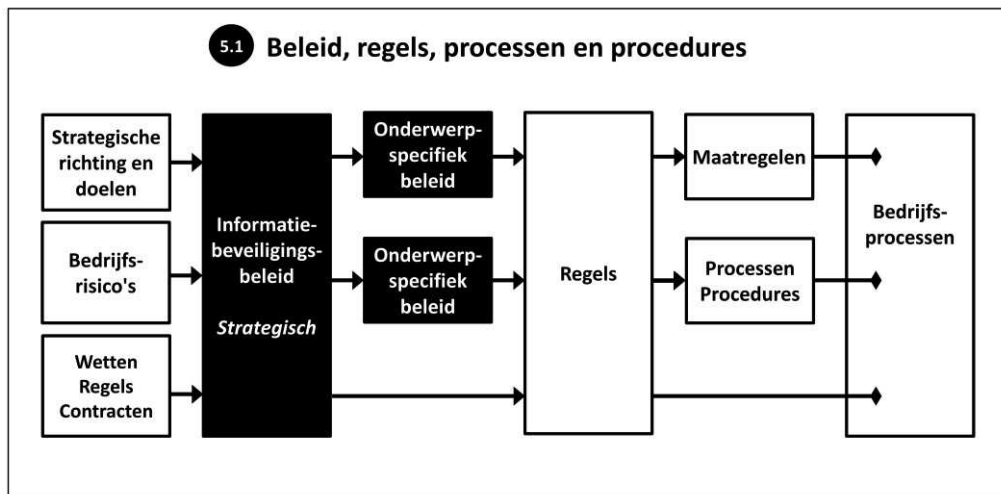 5.1 Beleid, regels, processen en procedures
Strategische
richting en
doelen
Bedrijfs-
risico's
Wetten
Regels
Contracten
Informatie-
beveiligings-
beleid
Strategisch
Onderwerp-
specifiek
beleid
Onderwerp-
specifiek
beleid
Regels
Maatregelen
Processen
Procedures
Bedrijfs-
processen